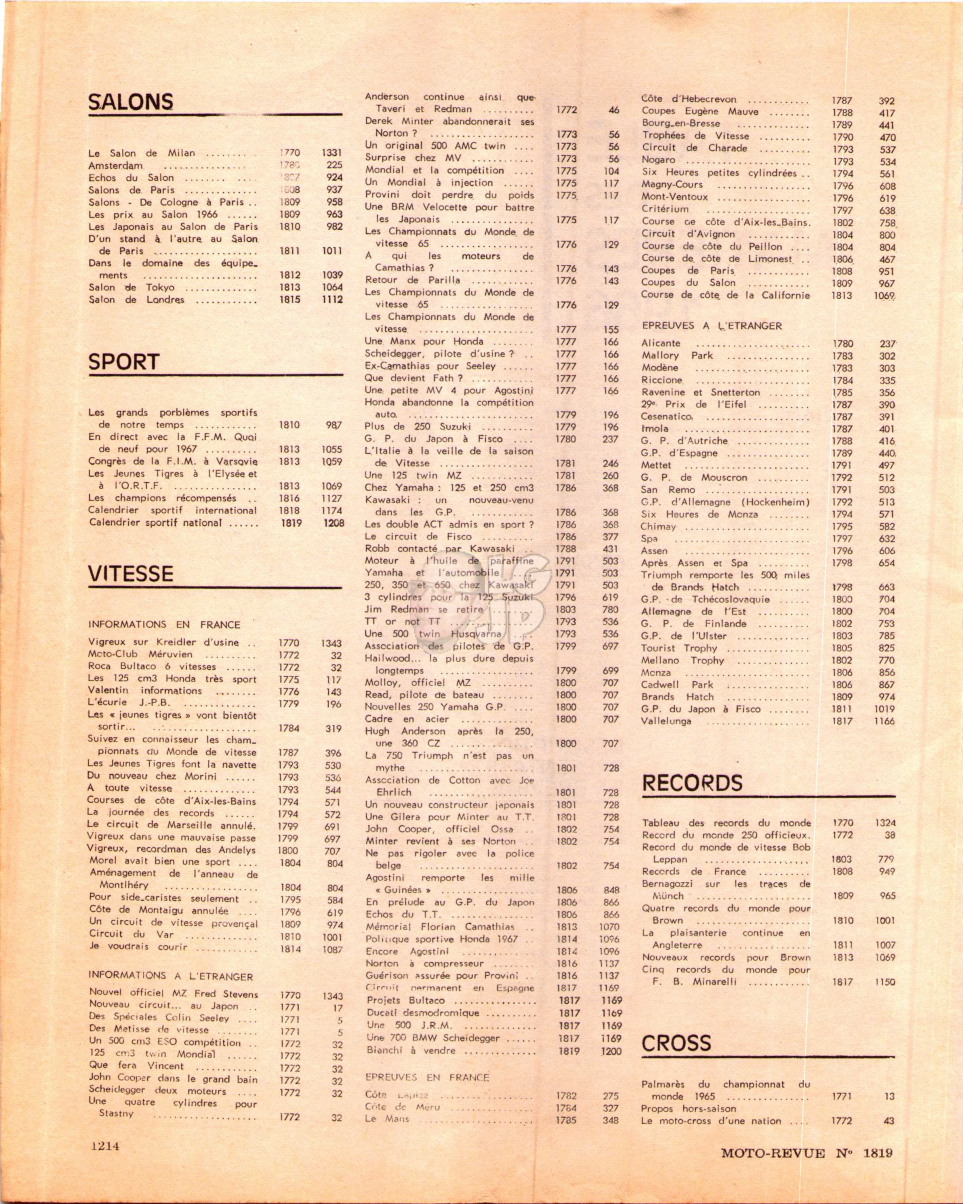 SALONS
Le Salon de Milan ........ 1770 1331
Amsterdam .................. 225
Echos du Salon ........ .... 924
Salons de Paris .............. 1808 937
Salons - De Cologne à Paris .. 1809 958
Les prix au Salon 1966 ...... 1809 963
Les Japonais au Salon de Paris 1810 982
D'un stand à l'autre au Salon
de Paris .................. 1811 1011
Dans le domaine des équipe-
ments .................... 1812 1039
Salon de Tokyo .............. 1813 1064
Salon de Londres ............ 1815 1112
SPORT
Les grands porblèmes sportifs
de notre temps ............ 1810 987
En direct avec la F.F.M. Quoi
de neuf pour 1967 .......... 1813 1055
Congrès de la F.I.M. à Varsovie 1813 1059
Les Jeunes Tigres à l'Elysée et
à l'O.R.T.F. .............. 1813 1069
Les champions récompensés .. 1816 1127
Calendrier sportif international 1818 1174
Calendrier sportif national ...... 1819 1208
VITESSE
INFORMATIONS EN FRANCE
Vigreux sur Kreidler d'usine .. 1770 1343
Moto-Club Méruvien .......... 1772 32
Roca Bultaco 6 vitesses ...... 1772 32
Les 125 cm3 Honda très sport 1775 117
Valentin informations ........ 1776 143
L'écurie J.-P.B. .............. 1779 196
Les « jeunes tigres » vont bientôt
sortir... .................. 1784 319
Suivez en connaisseur les cham-
pionnats du Monde de vitesse 1787 396
Les Jeunes Tigres font la navette 1793 530
Du nouveau chez Morini ...... 1793 536
A toute vitesse .............. 1793 544
Courses de côte d'Aix-les-Bains 1794 571
La journée des records ...... 1794 572
Le circuit de Marseille annulé. 1799 691
Vigreux dans une mauvaise passe 1799 697
Vigreux, recordman des Andelys 1800 707
Morel avait bien une sport .... 1804 804
Aménagement de l'anneau de
Montlhéry ................ 1804 804
Pour side-caristes seulement .. 1795 584
Côte de Montaigu annulée .... 1796 619
Un circuit de vitesse provençal 1809 974
Circuit du Var .............. 1810 1001
Je voudrais courir ............ 1814 1087
INFORMATIONS A L'ETRANGER
Nouvel officiel MZ Fred Stevens 1770 1343
Nouveau circuit... au Japon .. 1771 17
Des Spéciales Colin Seeley .... 1771 5
Des Metisse de vitesse ........ 1771 5
Un 500 cm3 ESO compétition .. 1772 32
125 cm3 twin Mondial ...... 1772 32
Que fera Vincent ............ 1772 32
John Cooper dans le grand bain 1772 32
Scheidegger deux moteurs .... 1772 32
Une quatre cylindres pour
Stastny .................... 1772 32
Anderson continue ainsi que
Taveri et Redman .......... 1772 46
Derek Minter abandonnerait ses
Norton ? .................... 1773 56
Un original 500 AMC twin .... 1773 56
Surprise chez MV ............ 1773 56
Mondial et la compétition .... 1775 104
Un Mondial à injection ...... 1775 117
Provini doit perdre du poids 1775 117
Une BRM Velocette pour battre
les Japonais ................ 1775 117
Les Championnats du Monde de
vitesse 65 .................. 1776 129
A qui les moteurs de
Camathias ? ................ 1776 143
Retour de Parilla ............ 1776 143
Les Championnats du Monde de
vitesse 65 .................. 1776 129
Les Championnats du Monde de
vitesse ...................... 1777 155
Une Manx pour Honda ........ 1777 166
Scheidegger, pilote d'usine ? .. 1777 166
Ex-Camathias pour Seeley ...... 1777 166
Que devient Fath ? ............ 1777 166
Une petite MV 4 pour Agostini 1777 166
Honda abandonne la compétition
auto. ........................ 1779 196
Plus de 250 Suzuki .......... 1779 196
G. P. du Japon à Fisco .... 1780 237
L'Italie à la veille de la saison
de Vitesse .................. 1781 246
Une 125 twin MZ ............ 1781 260
Chez Yamaha : 125 et 250 cm3 1786 368
Kawasaki : un nouveau-venu
dans les G.P. .............. 1786 368
Les double ACT admis en sport ? 1786 368
Le circuit de Fisco .......... 1786 377
Robb contacté par Kawasaki .. 1788 431
Moteur à l'huile de paraffine 1791 503
Yamaha et l'automobile .... 1791 503
250, 350 et 650 chez Kawasaki 1791 503
3 cylindres pour la 125 Suzuki 1796 619
Jim Redman se retire ........ 1803 780
TT or not TT ................ 1793 536
Une 500 twin Husqvarna ...... 1793 536
Association des pilotes de G.P. 1799 697
Hailwood... la plus dure depuis
longtemps .................. 1799 699
Molloy, officiel MZ .......... 1800 707
Read, pilote de bateau ........ 1800 707
Nouvelles 250 Yamaha G.P. .... 1800 707
Cadre en acier .............. 1800 707
Hugh Anderson après la 250,
une 360 CZ ................ 1800 707
La 750 Triumph n'est pas un
mythe ...................... 1801 728
Association de Cotton avec Joe
Ehrlich .................... 1801 728
Un nouveau constructeur japonais 1801 728
Une Gilera pour Minter au T.T. 1801 728
John Cooper, officiel Ossa .. 1802 754
Minter revient à ses Norton .. 1802 754
Ne pas rigoler avec la police
belge ...................... 1802 754
Agostini remporte les mille
« Guinées » ................ 1806 848
En prélude au G.P. du Japon 1806 866
Echos du T.T. ................ 1806 866
Mémorial Florian Camathias .. 1813 1070
Politique sportive Honda 1967 .. 1814 1096
Encore Agostini .............. 1814 1096
Norton à compresseur ........ 1816 1137
Guérison assurée pour Provini .. 1816 1137
Circuit permanent en Espagne 1817 1169
Projets Bultaco ................ 1817 1169
Ducati desmodromique .......... 1817 1169
Une 500 J.R.M. .............. 1817 1169
Une 700 BMW Scheidegger ...... 1817 1169
Bianchi à vendre .............. 1819 1200
EPREUVES EN FRANCE
Côte Lapize .................. 1782 275
Côte de Méru ................ 1784 327
Le Mans ...................... 1785 348
Côte d'Hebecrevon ............ 1787 392
Coupes Eugène Mauve ........ 1788 417
Bourg-en-Bresse .............. 1789 441
Trophées de Vitesse .......... 1790 470
Circuit de Charade .......... 1793 537
Nogaro ...................... 1793 534
Six Heures petites cylindrées .. 1794 561
Magny-Cours ................ 1796 608
Mont-Ventoux ................ 1796 619
Critérium .................... 1797 638
Course de côte d'Aix-les-Bains. 1802 758
Circuit d'Avignon ............ 1804 800
Course de côte du Peillon .... 1804 804
Course de côte de Limonest .. 1806 467
Coupes de Paris .............. 1808 951
Coupes du Salon .............. 1809 967
Course de côte de la Californie 1813 1069
EPREUVES A L'ETRANGER
Alicante ...................... 1780 237
Mallory Park ................ 1783 302
Modène ...................... 1783 303
Riccione ...................... 1784 335
Ravenine et Snetterton ........ 1785 356
29e Prix de l'Eifel .......... 1787 390
Cesenatico .................... 1787 391
Imola ........................ 1787 401
G. P. d'Autriche ............ 1788 416
G.P. d'Espagne .............. 1789 440
Mettet ...................... 1791 497
G. P. de Mouscron .......... 1792 512
San Remo .................... 1791 503
G.P. d'Allemagne (Hockenheim) 1792 513
Six Heures de Monza ........ 1794 571
Chimay ...................... 1795 582
Spa .......................... 1797 632
Assen ........................ 1796 606
Après Assen et Spa .......... 1798 654
Triumph remporte les 500 miles
de Brands Hatch ............ 1798 663
G.P. de Tchécoslovaquie ...... 1800 704
Allemagne de l'Est .......... 1800 704
G. P. de Finlande .......... 1802 753
G.P. de l'Ulster .............. 1803 785
Tourist Trophy .............. 1805 825
Mellano Trophy .............. 1802 770
Monza ...................... 1806 856
Cadwell Park ................ 1806 867
Brands Hatch ................ 1809 974
G.P. du Japon à Fisco ........ 1811 1019
Vallelunga .................... 1817 1166
RECORDS
Tableau des records du monde 1770 1324
Record du monde 250 officieux. 1772 38
Record du monde de vitesse Bob
Leppan .................... 1803 779
Records de France ............ 1808 949
Bernagozzi sur les traces de
Münch ...................... 1809 965
Quatre records du monde pour
Brown ...................... 1810 1001
La plaisanterie continue en
Angleterre .................. 1811 1007
Nouveaux records pour Brown 1813 1069
Cinq records du monde pour
F. B. Minarelli ............ 1817 1150
CROSS
Palmarès du championnat du
monde 1965 ................ 1771 13
Propos hors-saison
Le moto-cross d'une nation .... 1772 43
1214
MOTO-REVUE N° 1819